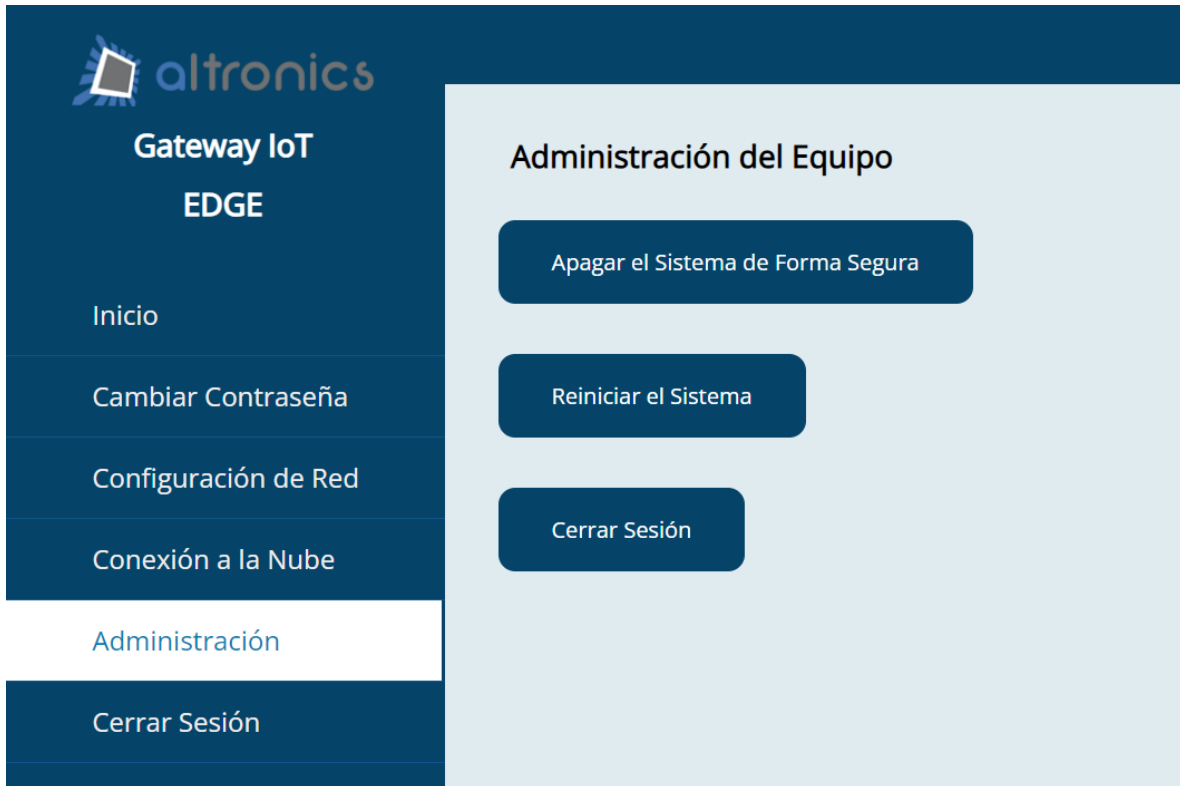 altronics
Gateway IoT
EDGE
Inicio
Cambiar Contraseña
Configuración de Red
Conexión a la Nube
Administración
Cerrar Sesión
Administración del Equipo
Apagar el Sistema de Forma Segura
Reiniciar el Sistema
Cerrar Sesión